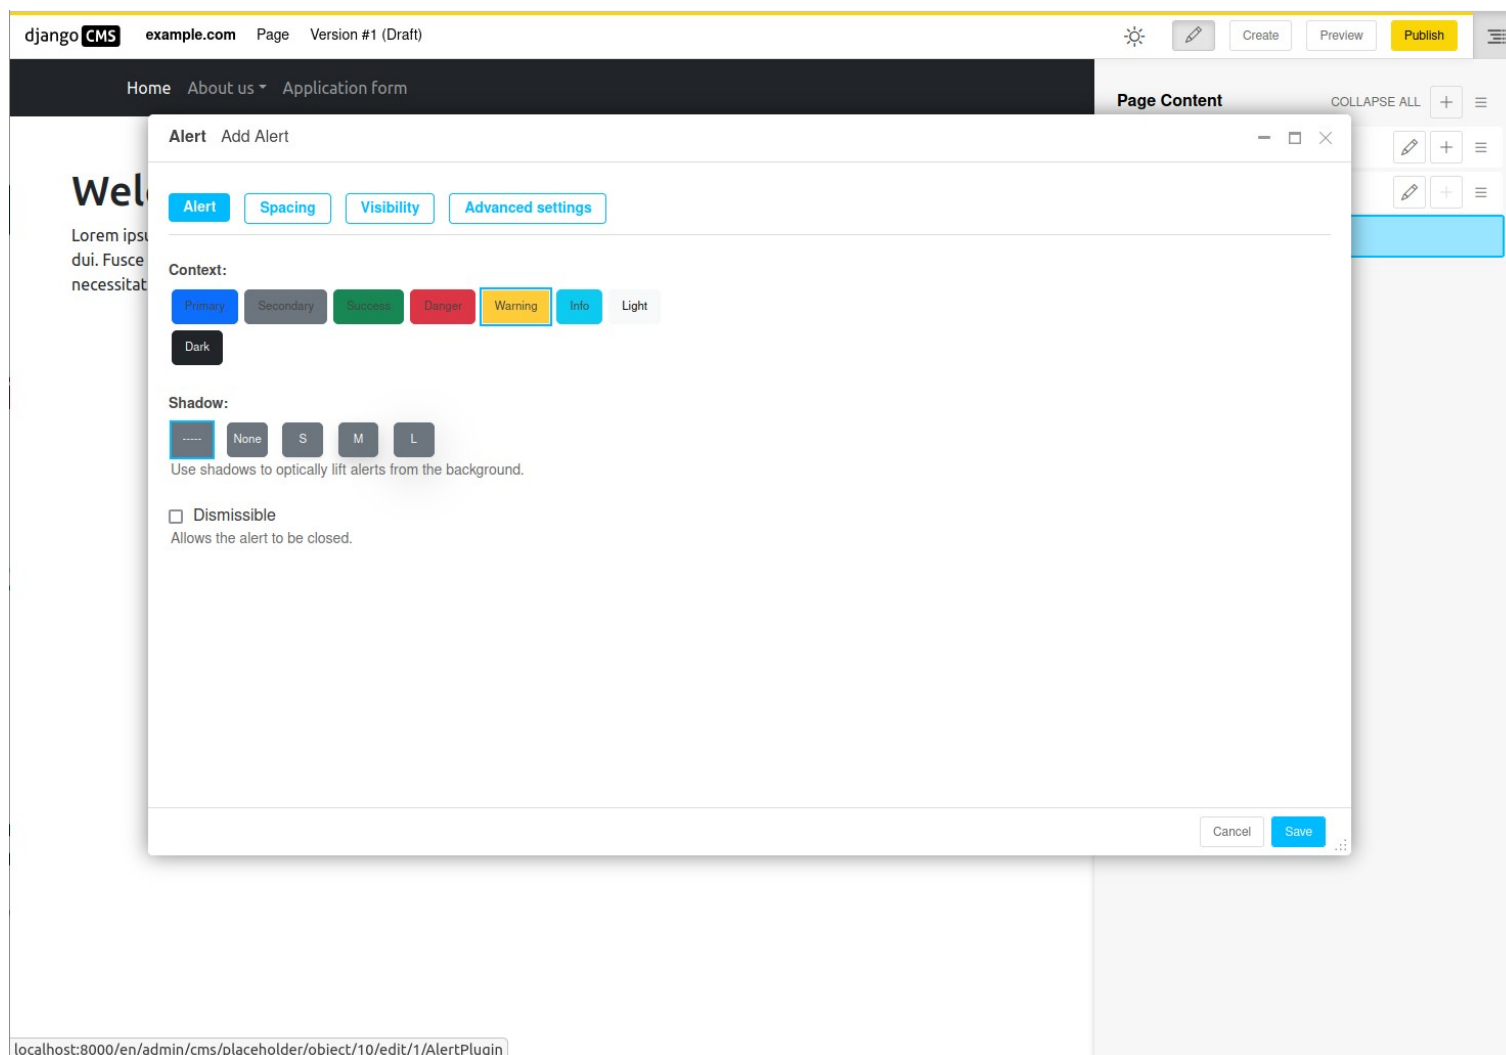 django CMS example.com Page Version #1 (Draft) Create Preview Publish
Home About us Application form
Page Content COLLAPSE ALL
Alert Add Alert
Alert Spacing Visibility Advanced settings
Lorem
dui. Fusce
Context:
Primary Secondary Success Danger Warning Info Light
Dark
Shadow:
----- None S M L
Use shadows to optically lift alerts from the background.
Dismissible
Allows the alert to be closed.
Cancel Save
localhost:8000/en/admin/cms/placeholder/object/10/edit/1/AlertPlugin